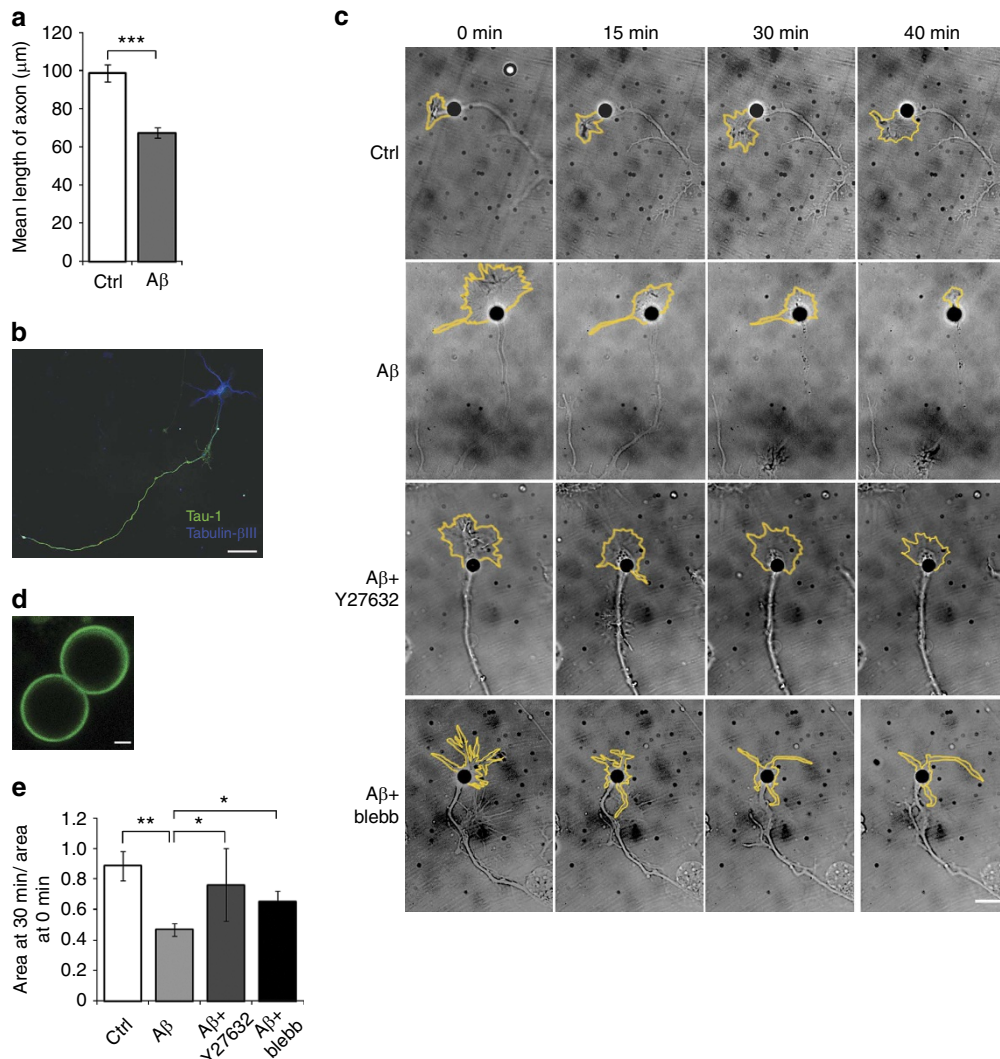 a
120
100
80
60
40
20
0
Mean length of axon (μm)
***
Ctrl
Aβ
b
Tau-1
Tabulin-βIII
c
0 min
15 min
30 min
40 min
Ctrl
Aβ
Aβ+
Y27632
Aβ+
blebb
d
e
1.2
1.0
0.8
0.6
0.4
0.2
0
Area at 30 min/ area
at 0 min
**
*
*
Ctrl
Aβ
Aβ+
Y27632
Aβ+
blebb